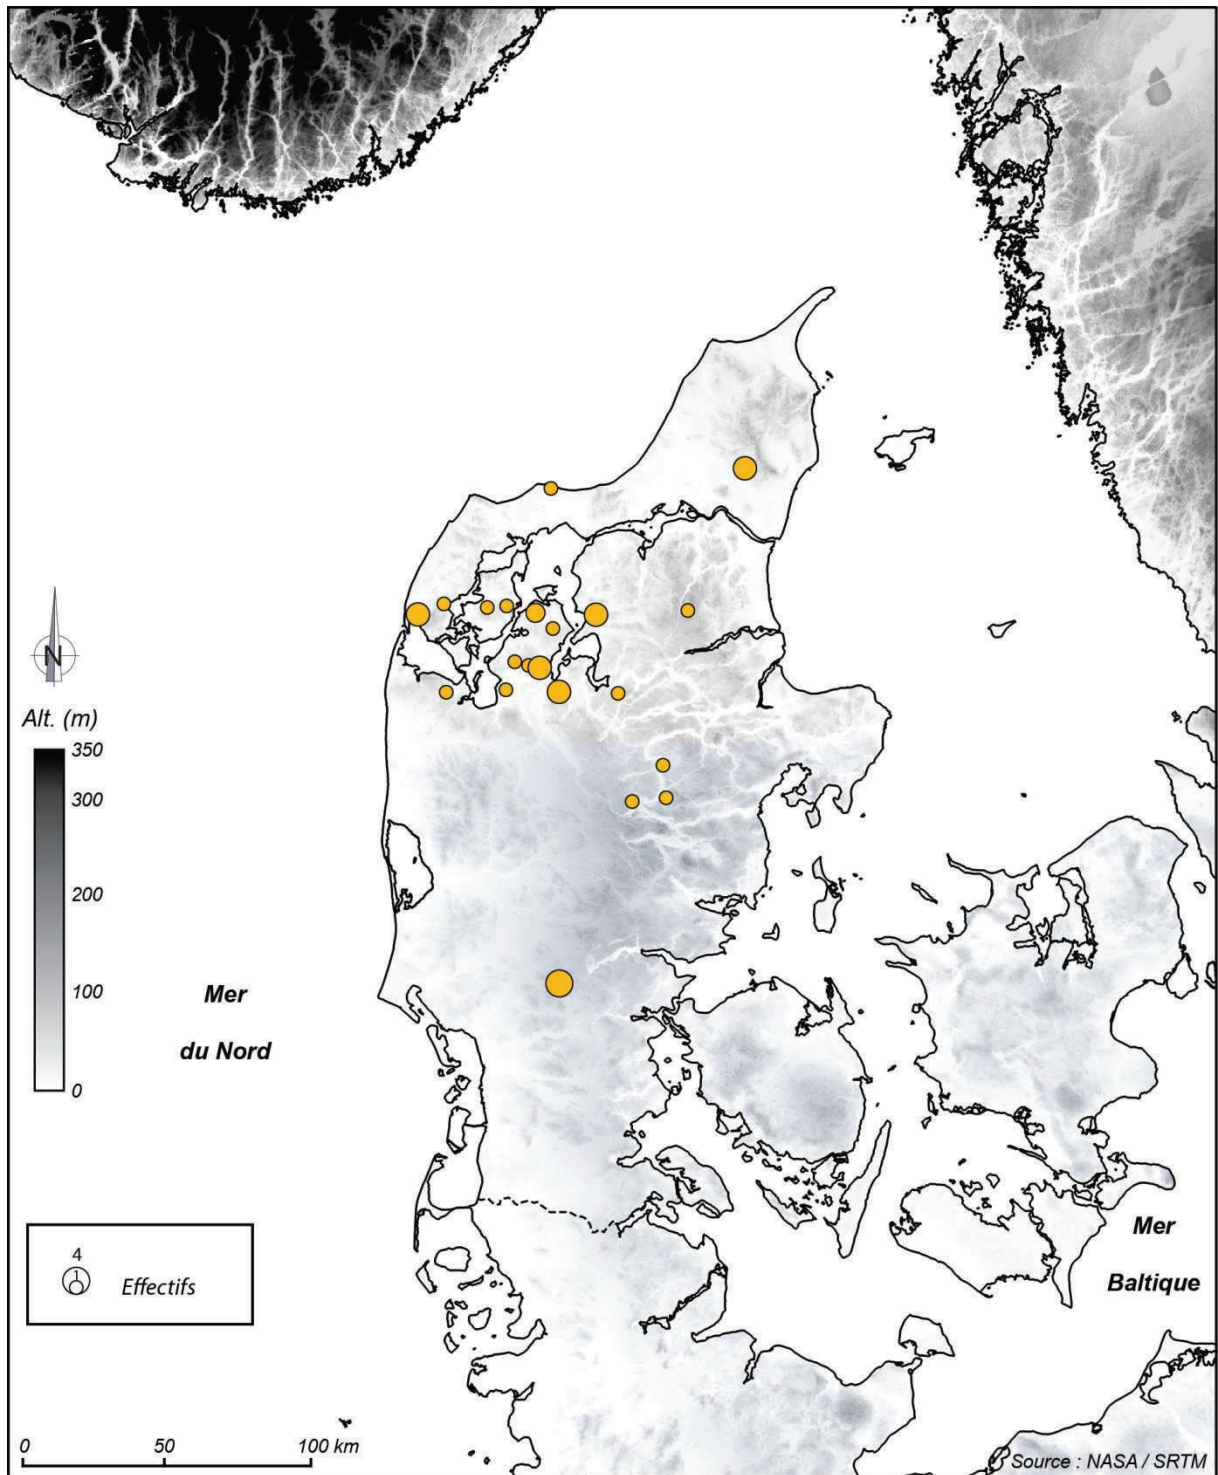 N
Alt. (m)
350
300
200
100
0
Mer
du Nord
4
1
Effectifs
Mer
Baltique
0 50 100 km
Source : NASA / SRTM